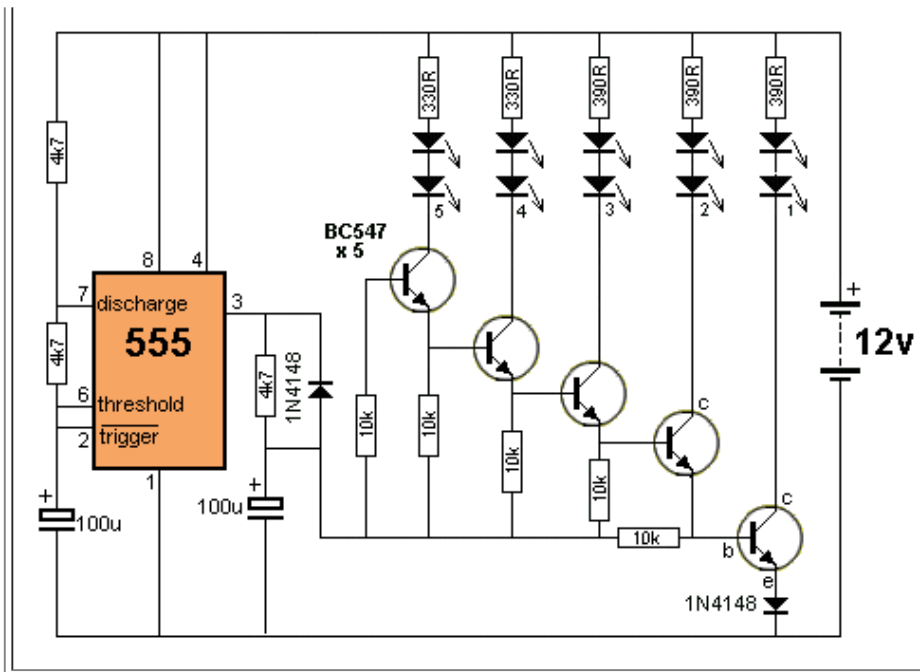 330R
330R
390R
390R
390R
4k7
5
4
3
2
1
BC547
x 5
8
4
7
discharge
3
+
12v
555
4k7
4k7
1N4148
6
threshold
2
trigger
10k
10k
10k
10k
10k
c
1
+
100u
+
100u
c
b
e
1N4148